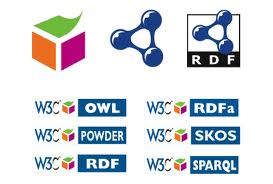 RDF
W3C OWL
W3C RDFa
W3C POWDER
W3C SKOS
W3C RDF
W3C SPARQL